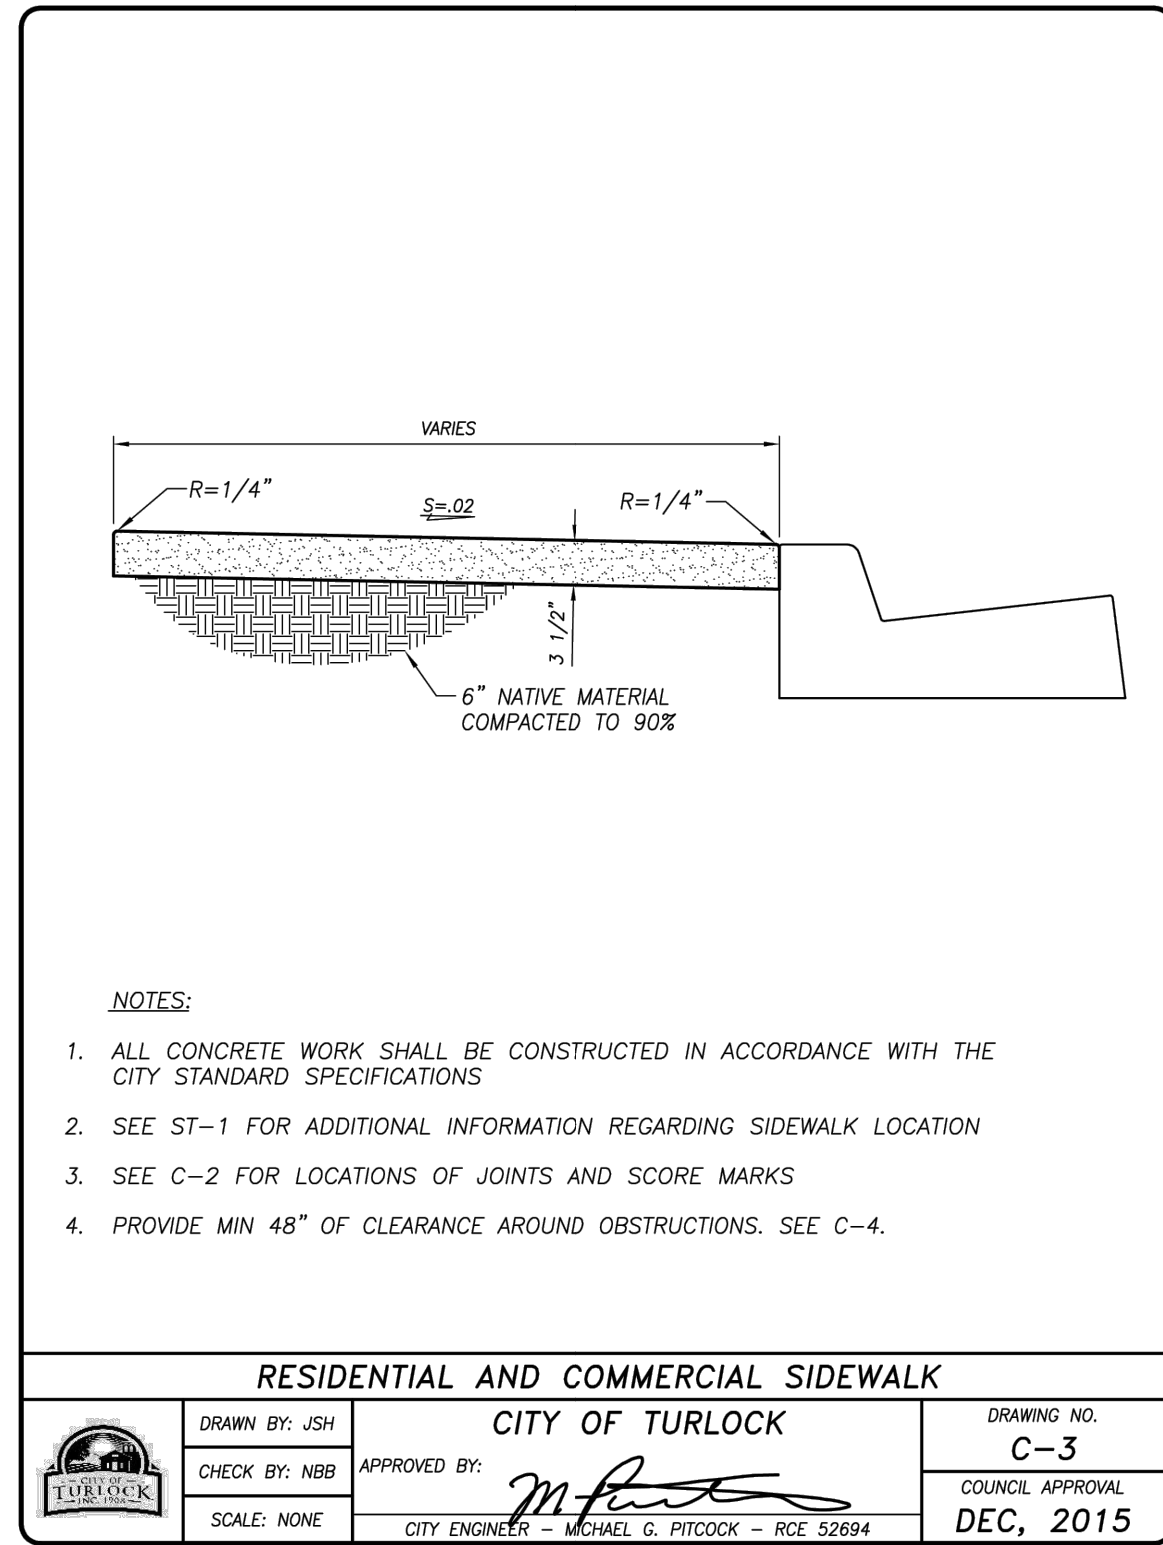 VARIES
R=1/4"
S=.02
R=1/4"
3 1/2"
6" NATIVE MATERIAL
COMPACTED TO 90%
NOTES:
1. ALL CONCRETE WORK SHALL BE CONSTRUCTED IN ACCORDANCE WITH THE
CITY STANDARD SPECIFICATIONS
2. SEE ST-1 FOR ADDITIONAL INFORMATION REGARDING SIDEWALK LOCATION
3. SEE C-2 FOR LOCATIONS OF JOINTS AND SCORE MARKS
4. PROVIDE MIN 48" OF CLEARANCE AROUND OBSTRUCTIONS. SEE C-4.
RESIDENTIAL AND COMMERCIAL SIDEWALK
CITY OF
TURLOCK
INC. 1908
DRAWN BY: JSH
CHECK BY: NBB
SCALE: NONE
CITY OF TURLOCK
APPROVED BY:
CITY ENGINEER - MICHAEL G. PITCOCK - RCE 52694
DRAWING NO.
C-3
COUNCIL APPROVAL
DEC, 2015